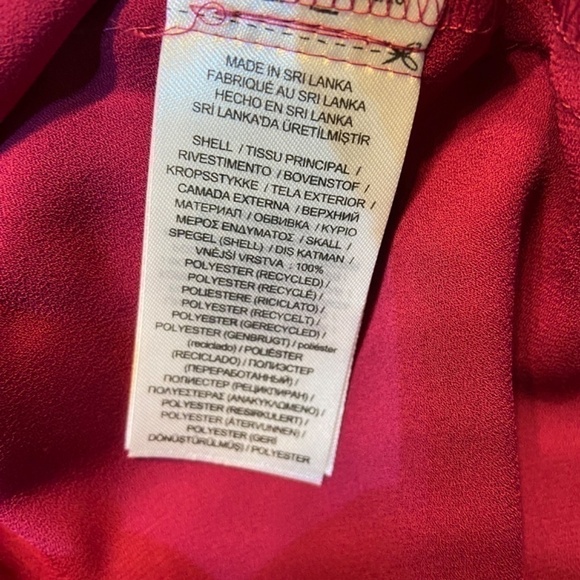 MADE IN SRI LANKA
FABRIQUÉ AU SRI LANKA
HECHO EN SRI LANKA
SRİ LANKA'DA ÜRETİLMİŞTİR
SHELL / TISSU PRINCIPAL /
RIVESTIMENTO / BOVENSTOF /
KROPSSTYKKE / TELA EXTERIOR /
CAMADA EXTERNA / ВЕРХНИЙ
МАТЕРИАЛ / ОБВИВКА / ΚΥΡΙΟ
ΜΕΡΟΣ ΕΝΔΥΜΑΤΟΣ / SKALL /
SPEGEL (SHELL) / DIS KATMAN /
VNĚJŠÍ VRSTVA : 100%
POLYESTER (RECYCLED) /
POLYESTER (RECYCLÉ) /
POLIESTERE (RICICLATO) /
POLYESTER (RECYCELT) /
POLYESTER (GERECYCLED) /
POLYESTER (GENBRUGT) / poliéster
(reciclado) / POLIÉSTER
(RECICLADO) / ПОЛИЭСТЕР
(ПЕРЕРАБОТАННЫЙ) /
ПОЛИЕСТЕР (РЕЦИКЛИРАН) /
ΠΟΛΥΕΣΤΕΡΑΣ (ΑΝΑΚΥΚΛΩΜΕΝΟ) /
POLYESTER (RESIRKULERT) /
POLYESTER (ÅTERVUNNEN) /
POLYESTER (GERİ
DÖNÜŞTÜRÜLMÜŞ) / POLYESTER